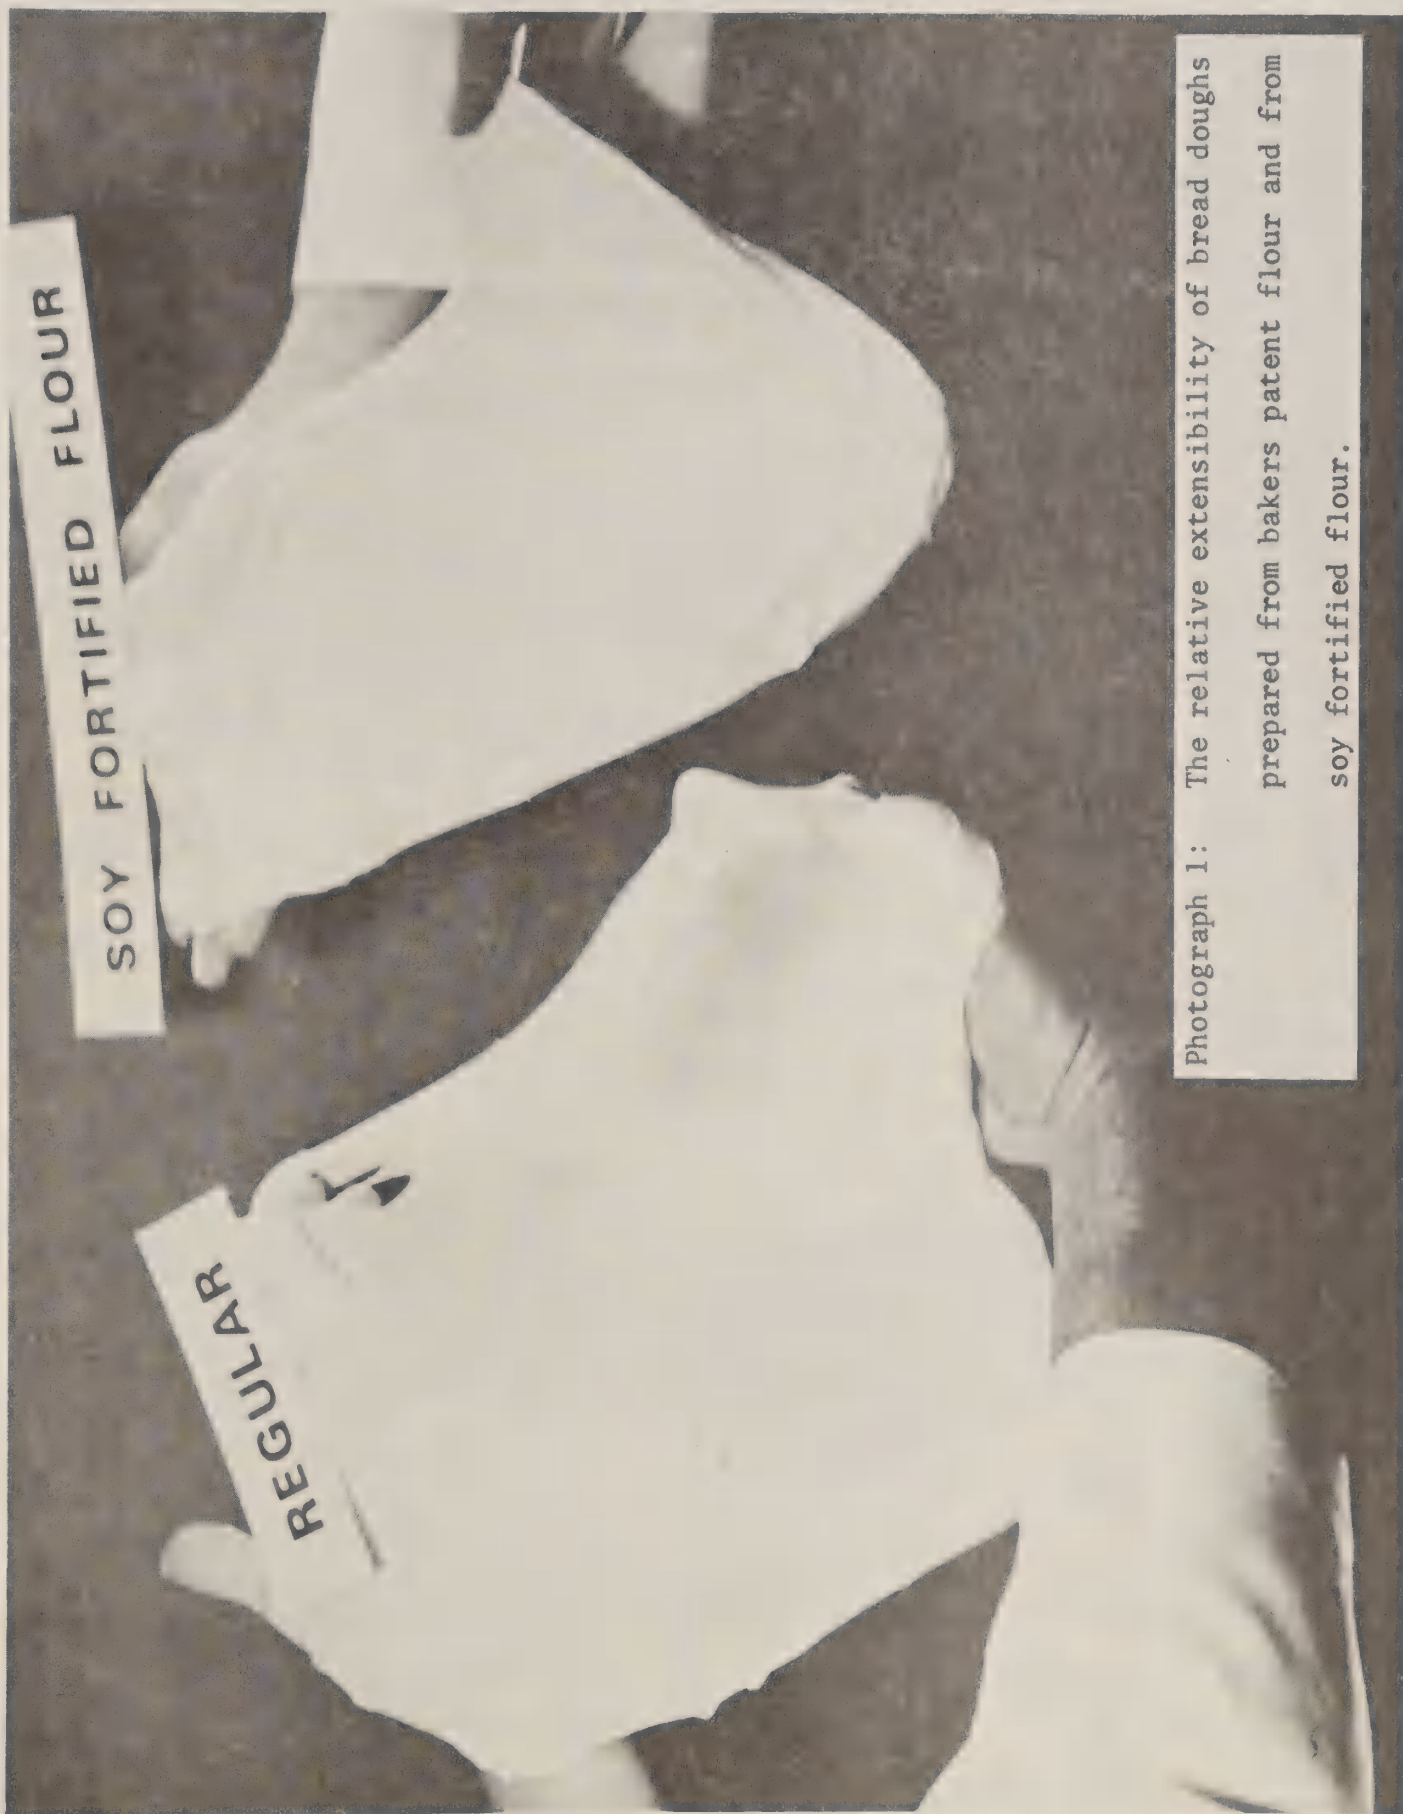 REGULAR
SOY FORTIFIED FLOUR
Photograph 1: The relative extensibility of bread doughs
prepared from bakers patent flour and from
soy fortified flour.